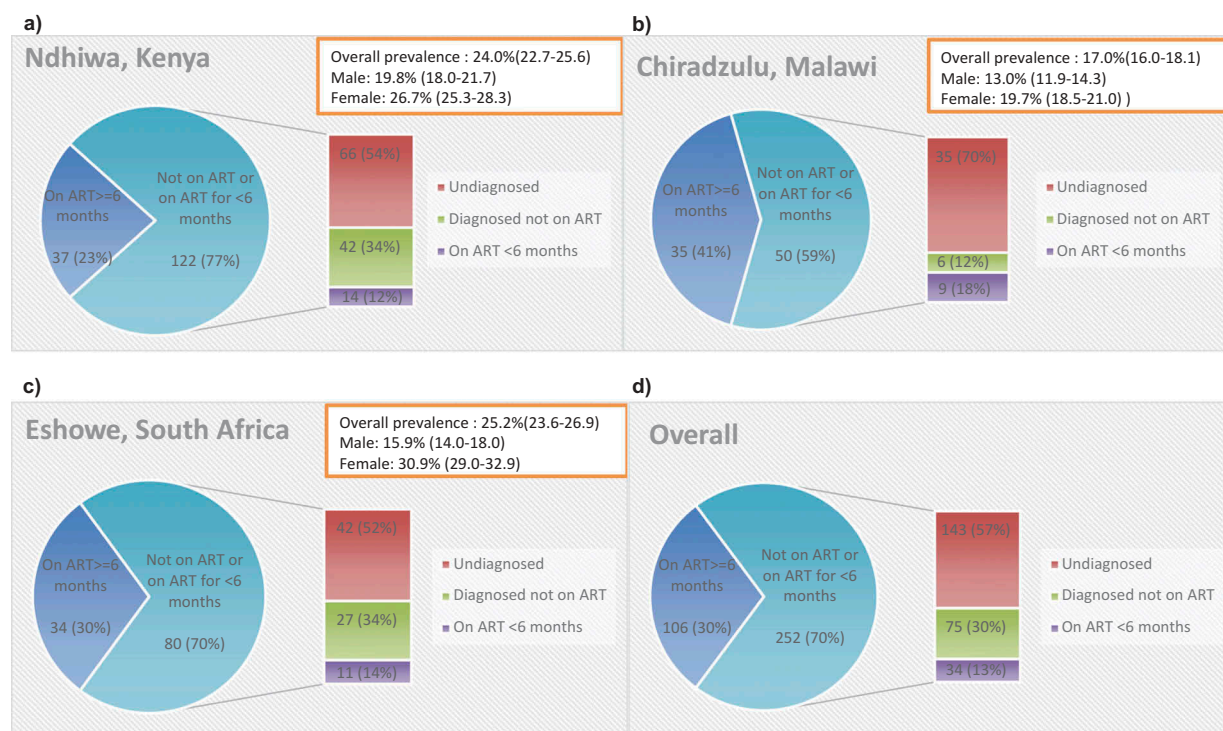 a)
Ndhiwa, Kenya
Overall prevalence : 24.0%(22.7-25.6)
Male: 19.8% (18.0-21.7)
Female: 26.7% (25.3-28.3)
On ART>=6
months
37 (23%)
Not on ART or
on ART for <6
months
122 (77%)
66 (54%)
42 (34%)
14 (12%)
Undiagnosed
Diagnosed not on ART
On ART <6 months
b)
Chiradzulu, Malawi
Overall prevalence : 17.0%(16.0-18.1)
Male: 13.0% (11.9-14.3)
Female: 19.7% (18.5-21.0) )
On ART>=6
months
35 (41%)
Not on ART or
on ART for <6
months
50 (59%)
35 (70%)
6 (12%)
9 (18%)
Undiagnosed
Diagnosed not on ART
On ART <6 months
c)
Eshowe, South Africa
Overall prevalence : 25.2%(23.6-26.9)
Male: 15.9% (14.0-18.0)
Female: 30.9% (29.0-32.9)
On ART>=6
months
34 (30%)
Not on ART or
on ART for <6
months
80 (70%)
42 (52%)
27 (34%)
11 (14%)
Undiagnosed
Diagnosed not on ART
On ART <6 months
d)
Overall
On ART>=6
months
106 (30%)
Not on ART or
on ART for <6
months
252 (70%)
143 (57%)
75 (30%)
34 (13%)
Undiagnosed
Diagnosed not on ART
On ART <6 months